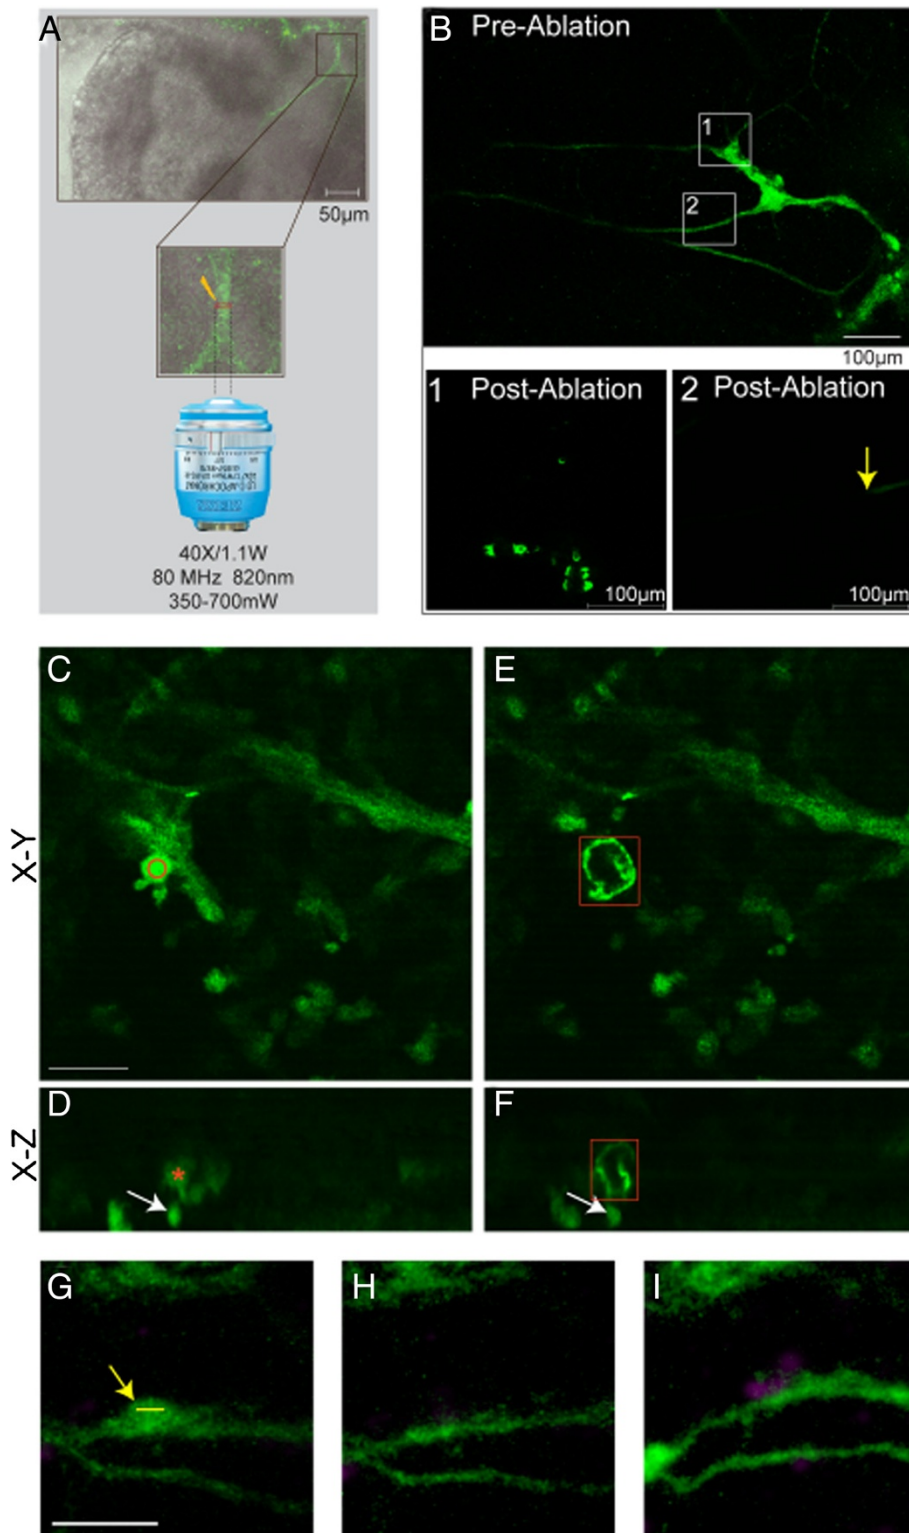 A
50μm
40X/1.1W
80 MHz 820nm
350-700mW
B Pre-Ablation
1
2
100μm
1 Post-Ablation
100μm
2 Post-Ablation
100μm
X-Y
C
E
X-Z
D
*
F
G
H
I